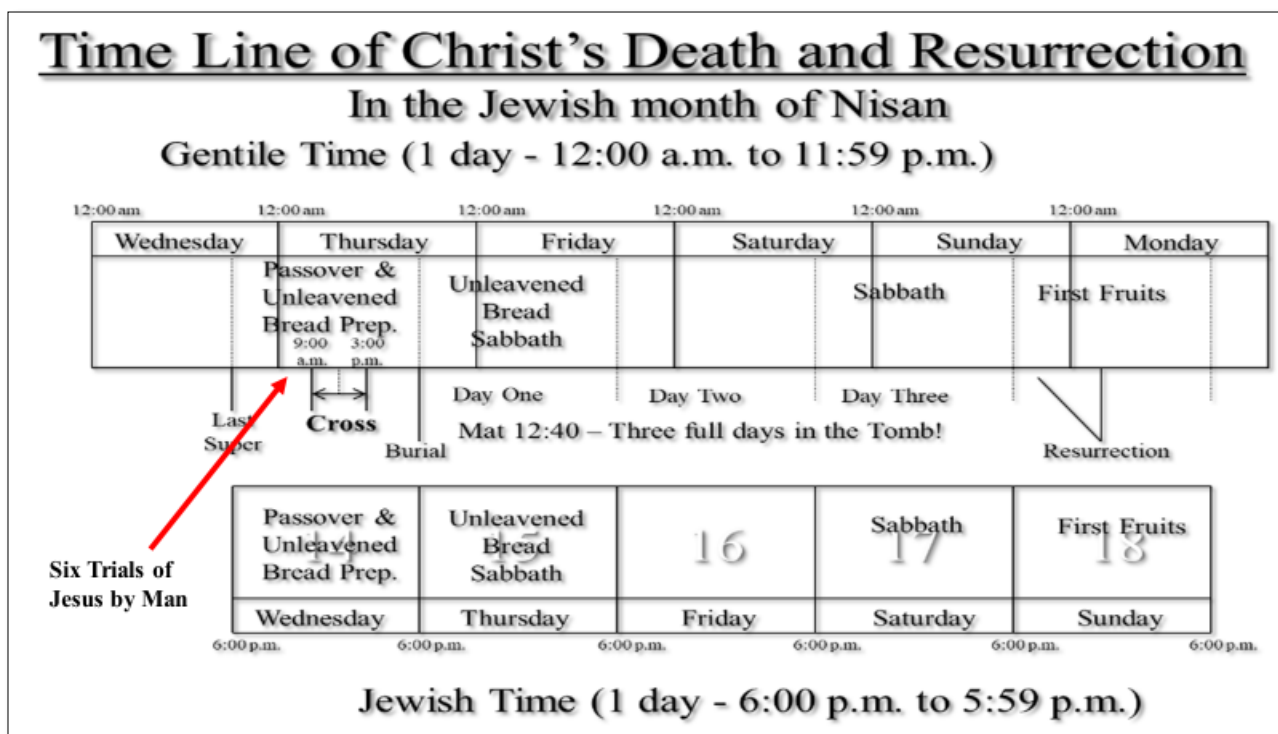 Time Line of Christ's Death and Resurrection
In the Jewish month of Nisan
Gentile Time (1 day - 12:00 a.m. to 11:59 p.m.)
12:00 am 12:00 am 12:00 am 12:00 am 12:00 am 12:00 am
Wednesday Thursday Friday Saturday Sunday Monday
Passover &
Unleavened
Bread Prep.
9:00
a.m.
3:00
p.m.
Unleavened
Bread
Sabbath
Sabbath
First Fruits
Last
Super
Cross
Burial
Day One Day Two Day Three
Mat 12:40 – Three full days in the Tomb!
Resurrection
Six Trials of
Jesus by Man
14 15 16 17 18
Passover &
Unleavened
Bread Prep.
Unleavened
Bread
Sabbath
Sabbath
First Fruits
Wednesday Thursday Friday Saturday Sunday
6:00 p.m. 6:00 p.m. 6:00 p.m. 6:00 p.m. 6:00 p.m. 6:00 p.m.
Jewish Time (1 day - 6:00 p.m. to 5:59 p.m.)